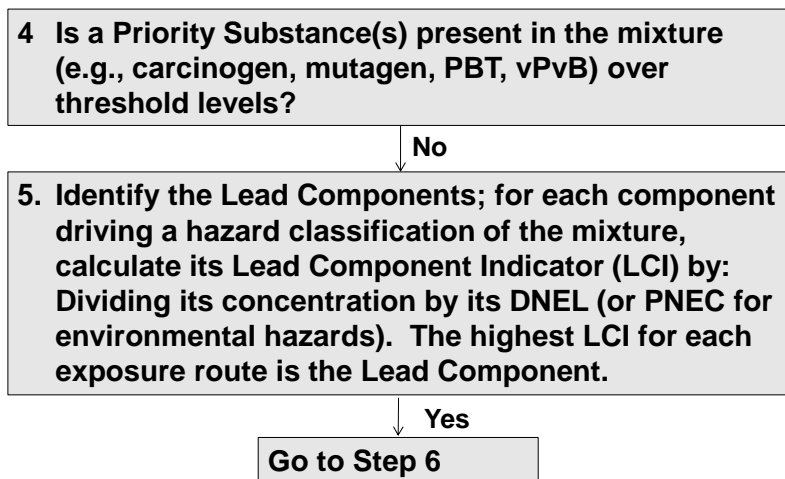 4 Is a Priority Substance(s) present in the mixture
(e.g., carcinogen, mutagen, PBT, vPvB) over
threshold levels?
No
5. Identify the Lead Components; for each component
driving a hazard classification of the mixture,
calculate its Lead Component Indicator (LCI) by:
Dividing its concentration by its DNEL (or PNEC for
environmental hazards). The highest LCI for each
exposure route is the Lead Component.
Yes
Go to Step 6